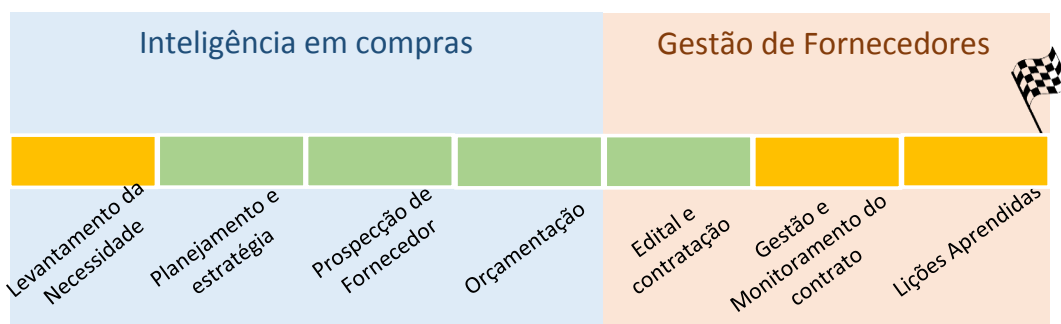 Inteligência em compras
Gestão de Fornecedores
Levantamento da
Necessidade
Planejamento e
estratégia
Prospecção de
Fornecedor
Orçamentação
Edital e
contratação
Gestão e
Monitoramento do
contrato
Lições Aprendidas